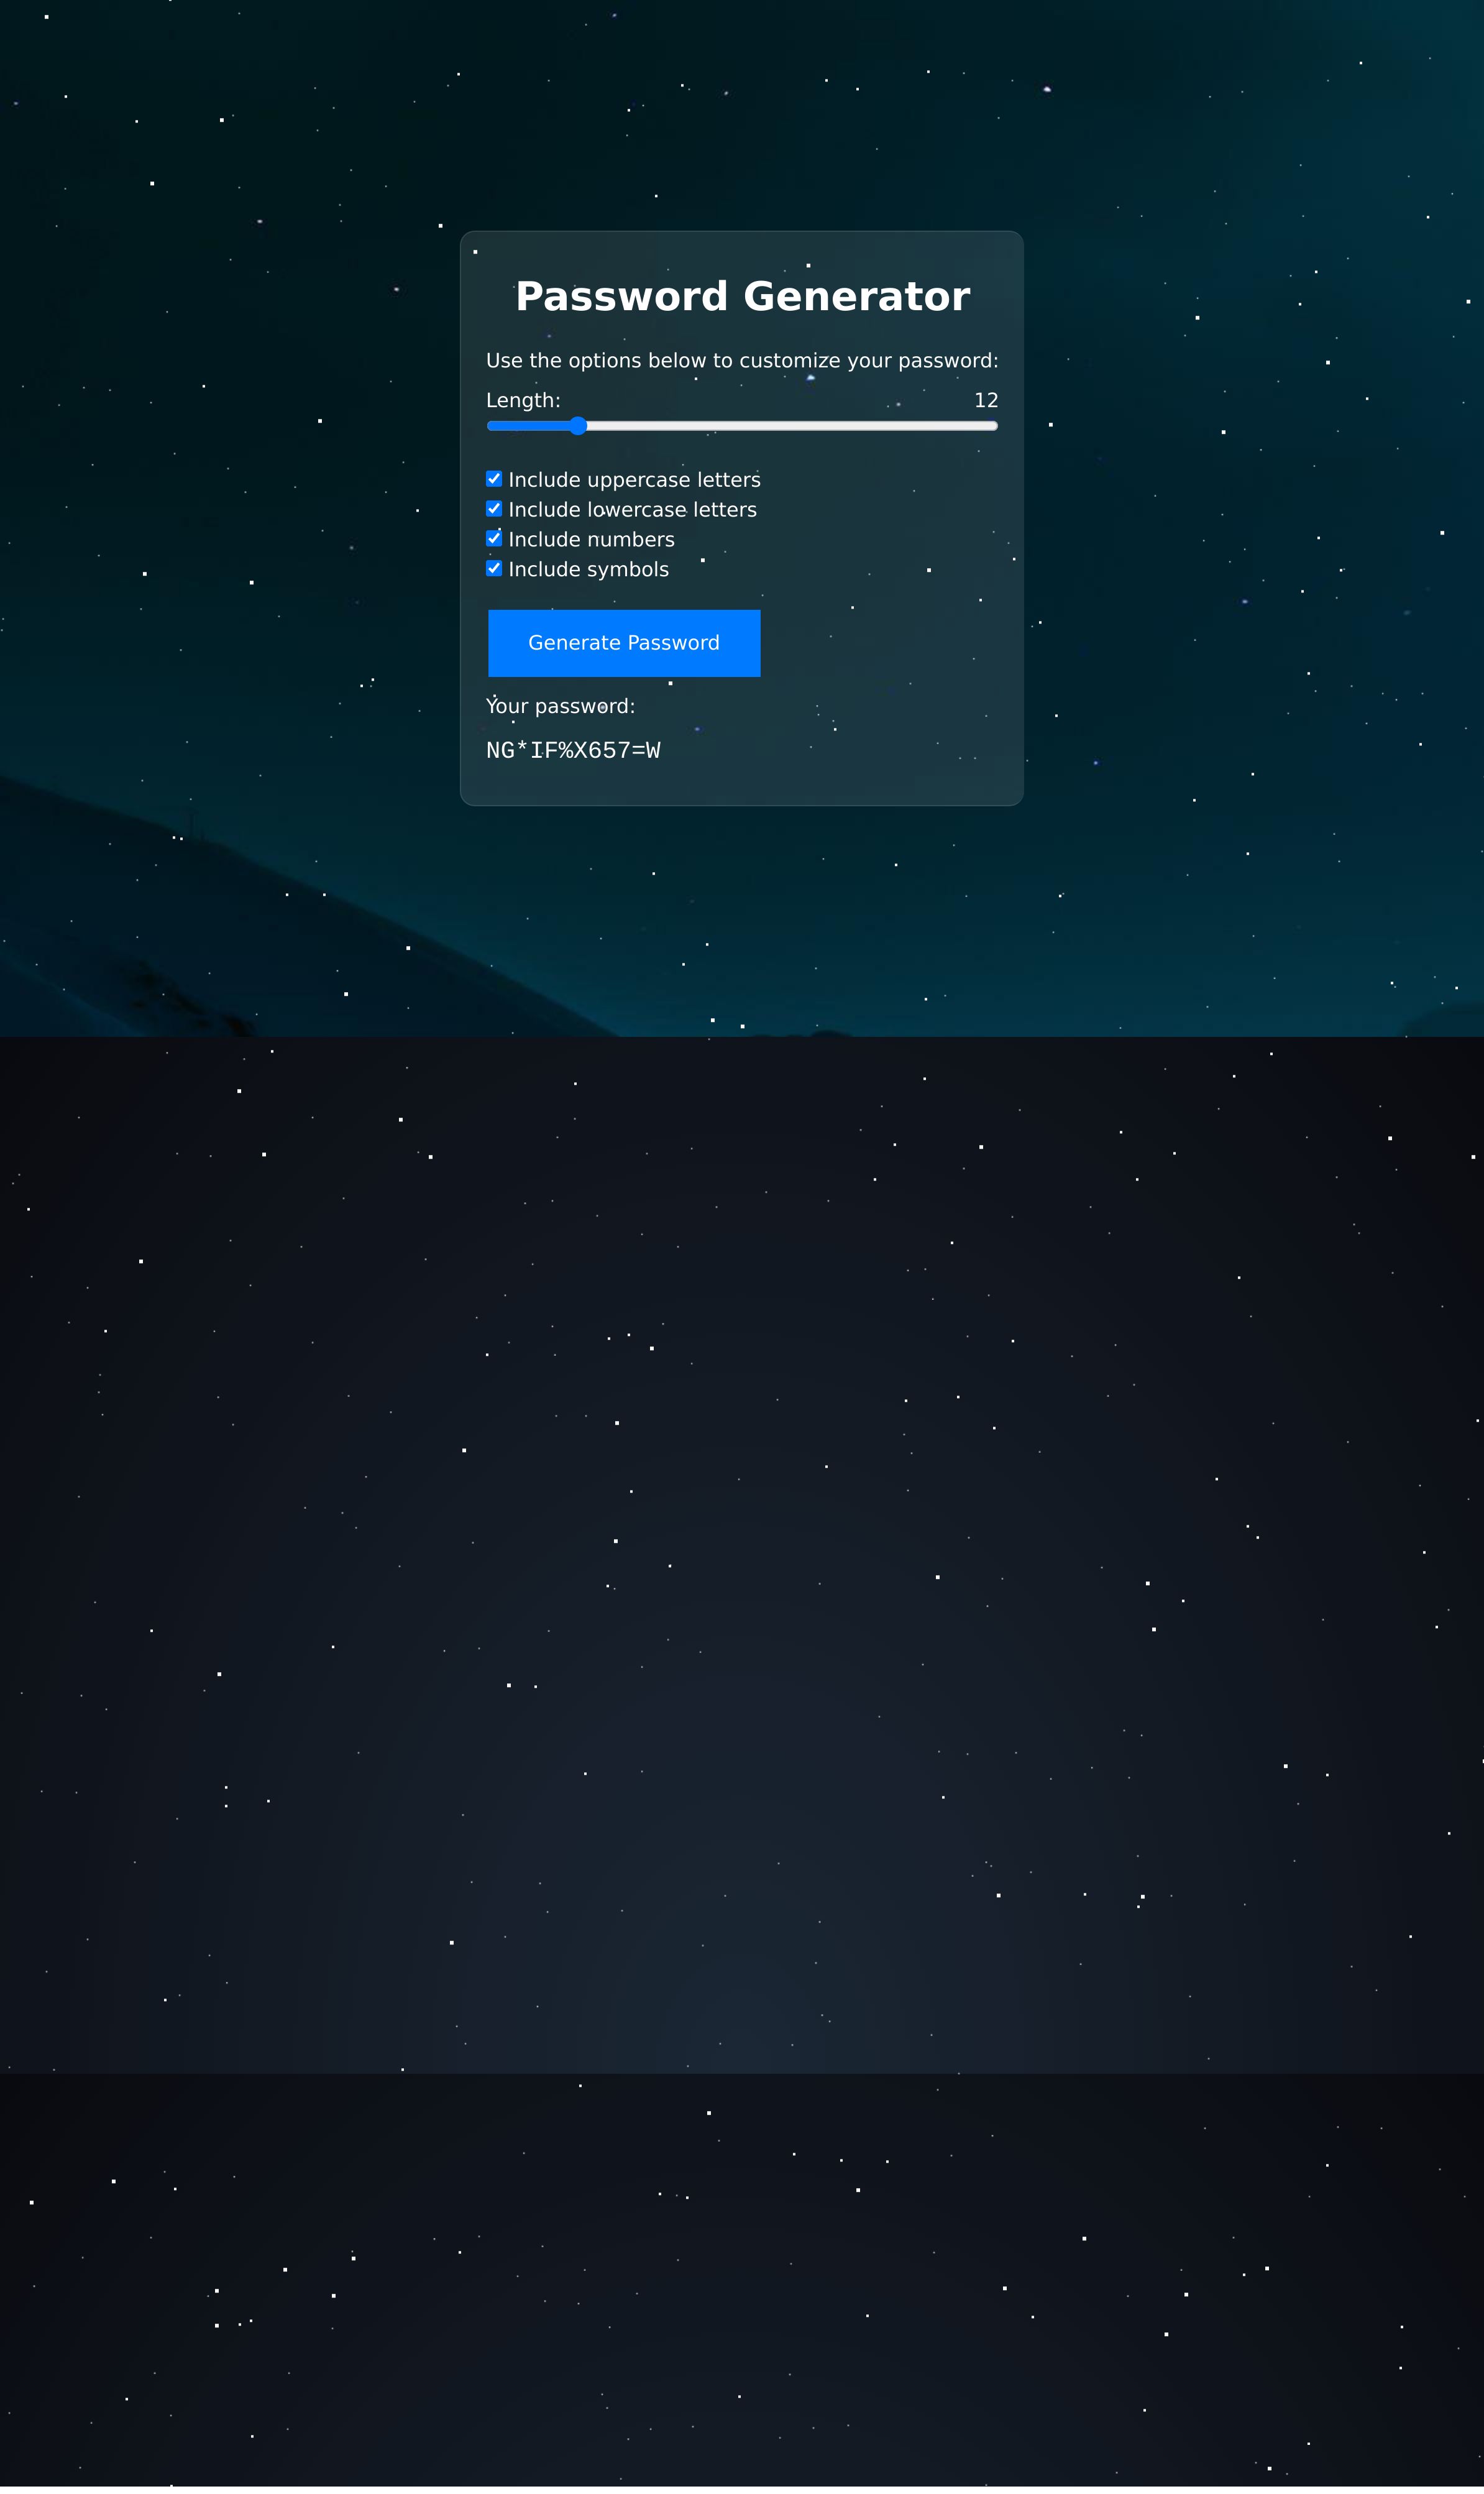 Password Generator
Use the options below to customize your password:
Length: 12
Include uppercase letters
Include lowercase letters
Include numbers
Include symbols
Generate Password
Your password:
NG*IF%X657=W